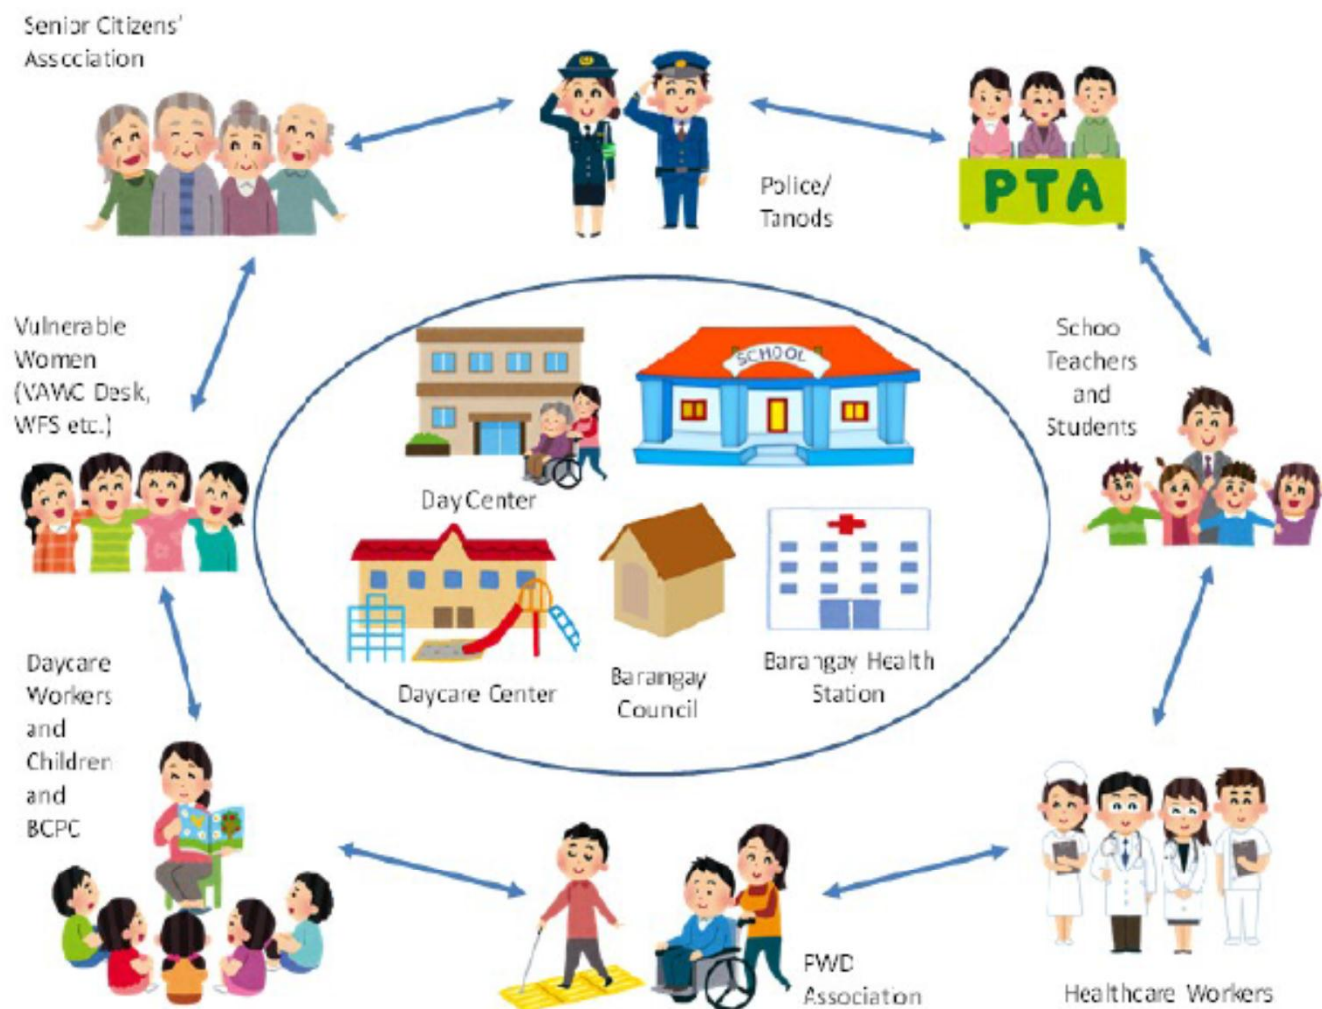 Senior Citizens'
Association
Police/
Tanods
PTA
Vulnerable
Women
(VAWC Desk,
WFS etc.)
Schoo
Teachers
and
Students
SCHOOL
Day Center
Daycare Center
Barangay
Council
Barangay Health
Station
Daycare
Workers
and
Children
and
BCPC
PWD
Association
Healthcare Workers